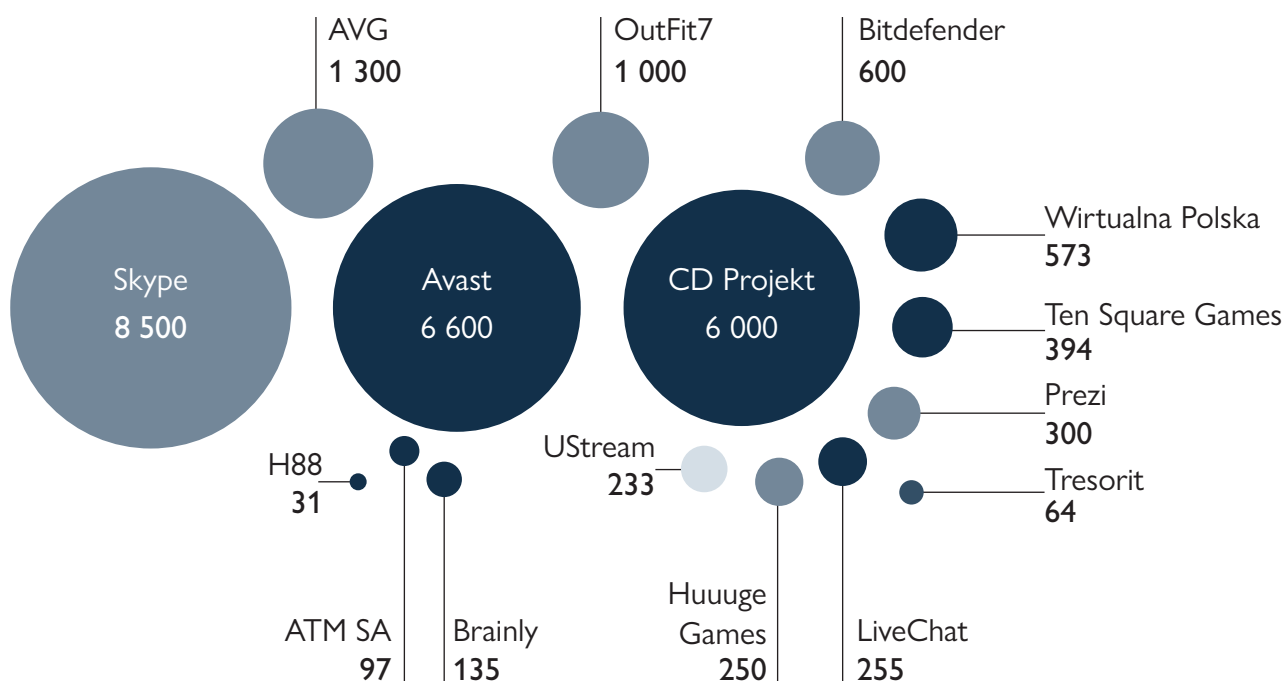 AVG
1 300
OutFit7
1 000
Bitdefender
600
Skype
8 500
Avast
6 600
CD Projekt
6 000
Wirtualna Polska
573
Ten Square Games
394
Prezi
300
Tresorit
64
H88
31
UStream
233
ATM SA
97
Brainly
135
Huuuge
Games
250
LiveChat
255